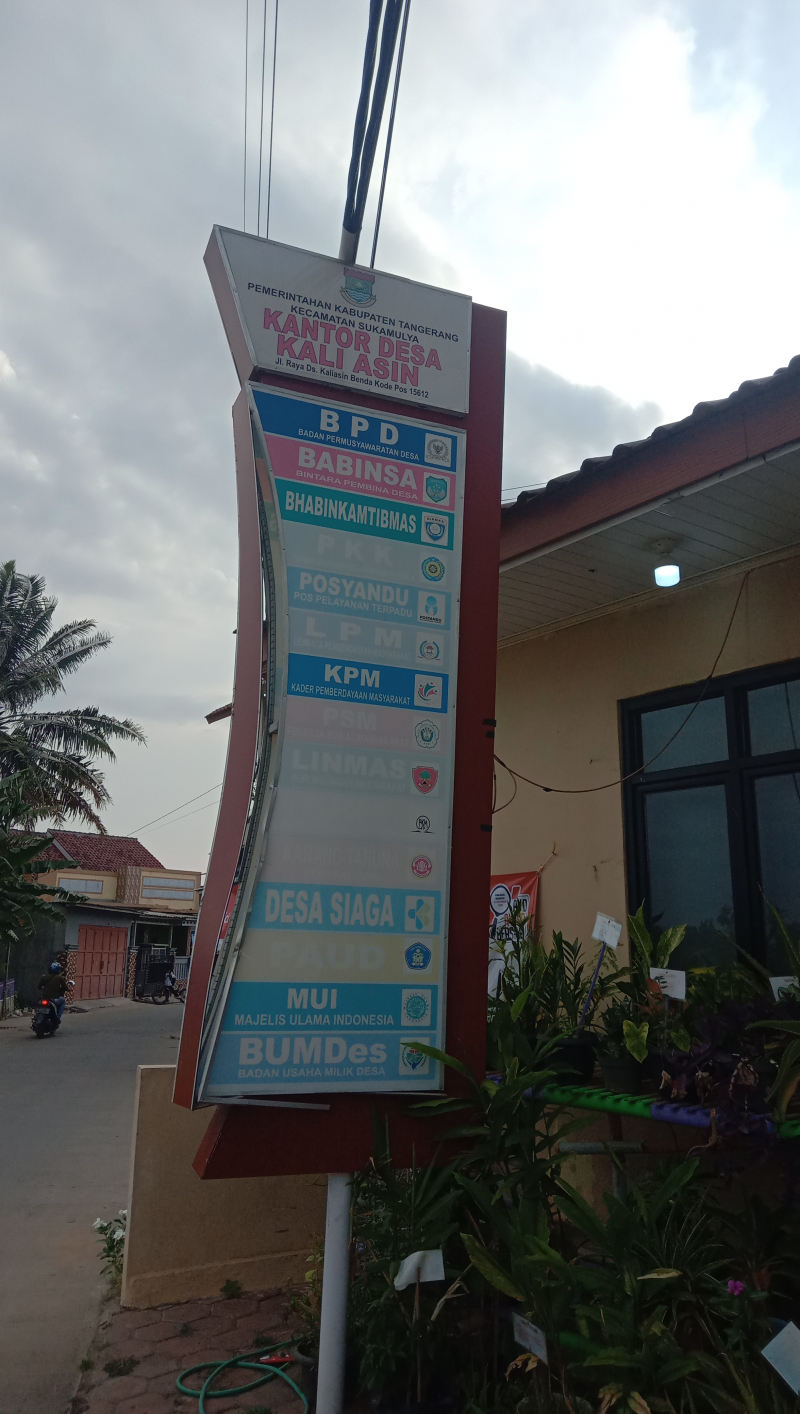 PEMERINTAHAN KABUPATEN TANGERANG
KECAMATAN SUKAMULYA
KANTOR DESA
KALI ASIN
Jl. Raya Ds. Kaliasin Benda Kode Pos 15612
BPD
BADAN PERMUSYAWARATAN DESA
BABINSA
BINTARA PEMBINA DESA
BHABINKAMTIBMAS
PKK
POSYANDU
POS PELAYANAN TERPADU
LPM
KPM
KADER PEMBERDAYAAN MASYARAKAT
PSM
LINMAS
DESA SIAGA
PAUD
MUI
MAJELIS ULAMA INDONESIA
BUMDes
BADAN USAHA MILIK DESA